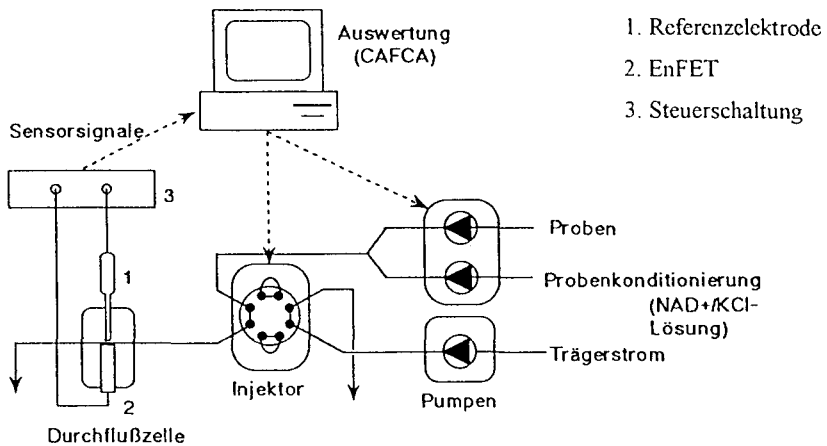 Auswertung
(CAFCA)
1. Referenzelektrode
2. EnFET
3. Steuerschaltung
Sensorsignale
3
1
2
Durchflußzelle
Injektor
Pumpen
Proben
Probenkonditionierung
(NAD+/KCl-
Lösung)
Trägerstrom